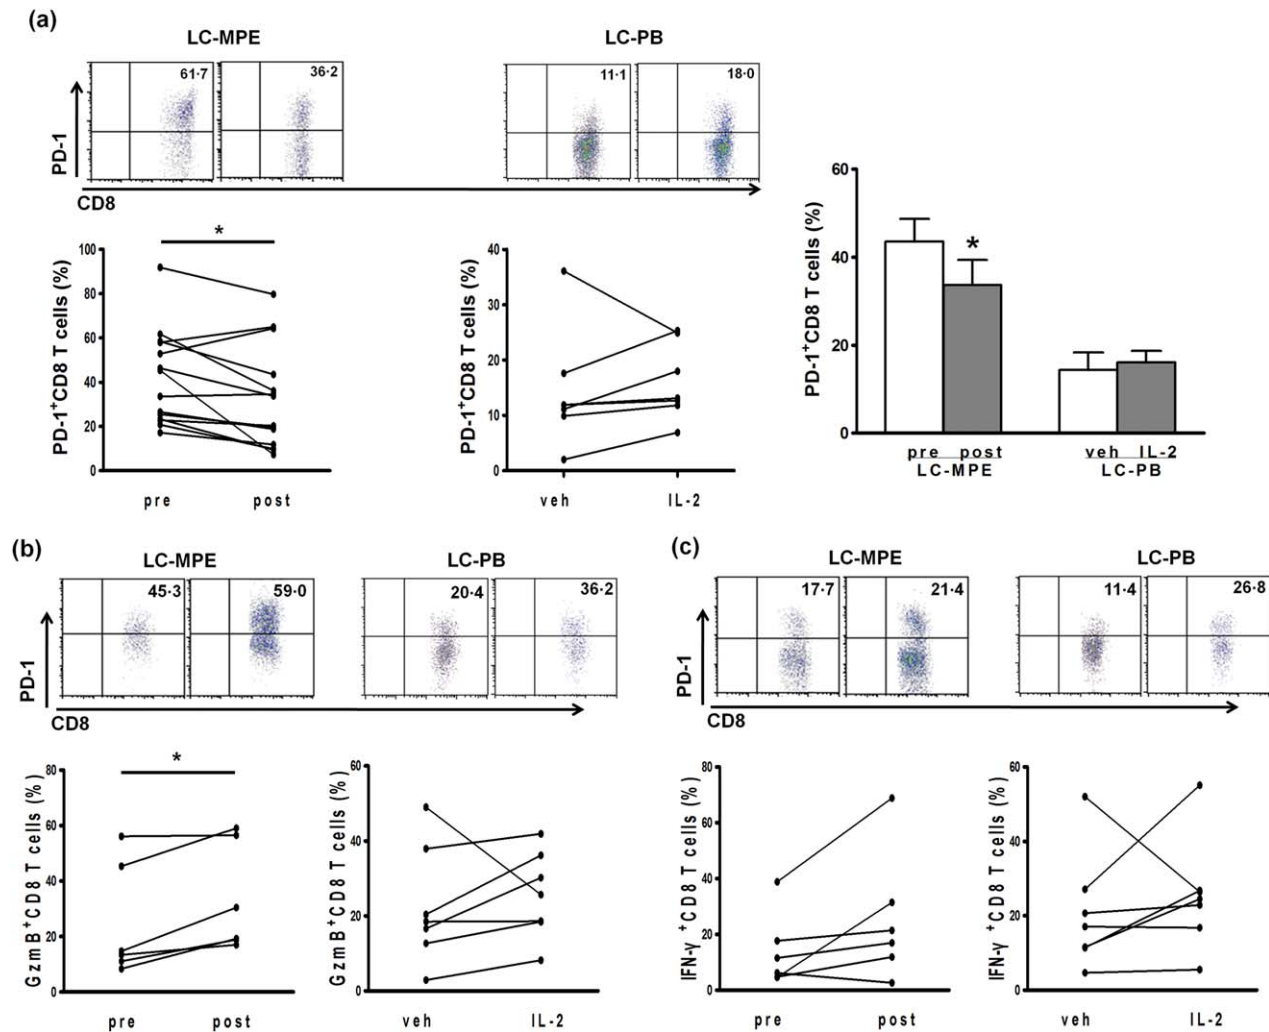 (a)
LC-MPE
LC-PB
61·7
36·2
11·1
18·0
PD-1
CD8
PD-1+CD8 T cells (%)
100
80
60
40
20
0
*
pre
post
PD-1+CD8 T cells (%)
40
30
20
10
0
veh
IL-2
PD-1+CD8 T cells (%)
60
40
20
0
*
pre post
veh IL-2
LC-MPE
LC-PB
(b)
LC-MPE
LC-PB
45·3
59·0
20·4
36·2
PD-1
CD8
GzmB+CD8 T cells (%)
80
60
40
20
0
*
pre
post
GzmB+CD8 T cells (%)
60
40
20
0
veh
IL-2
(c)
LC-MPE
LC-PB
17·7
21·4
11·4
26·8
PD-1
CD8
IFN-γ +CD8 T cells (%)
80
60
40
20
0
pre
post
IFN-γ +CD8 T cells (%)
60
40
20
0
veh
IL-2